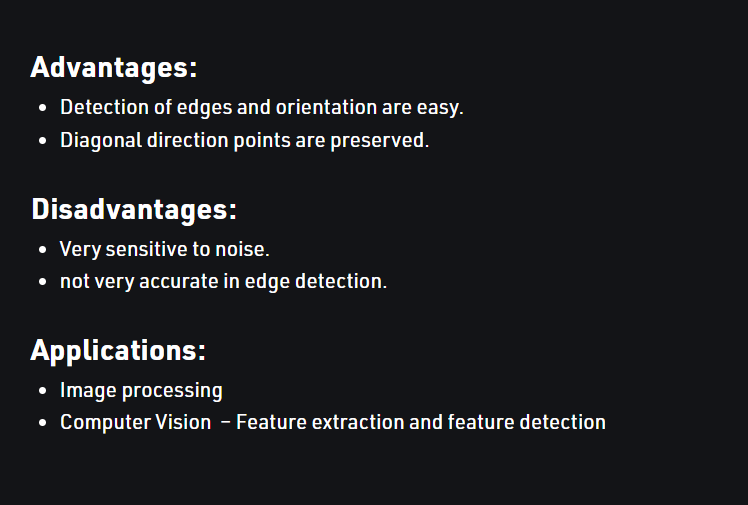 Advantages:
• Detection of edges and orientation are easy.
• Diagonal direction points are preserved.
Disadvantages:
• Very sensitive to noise.
• not very accurate in edge detection.
Applications:
• Image processing
• Computer Vision – Feature extraction and feature detection